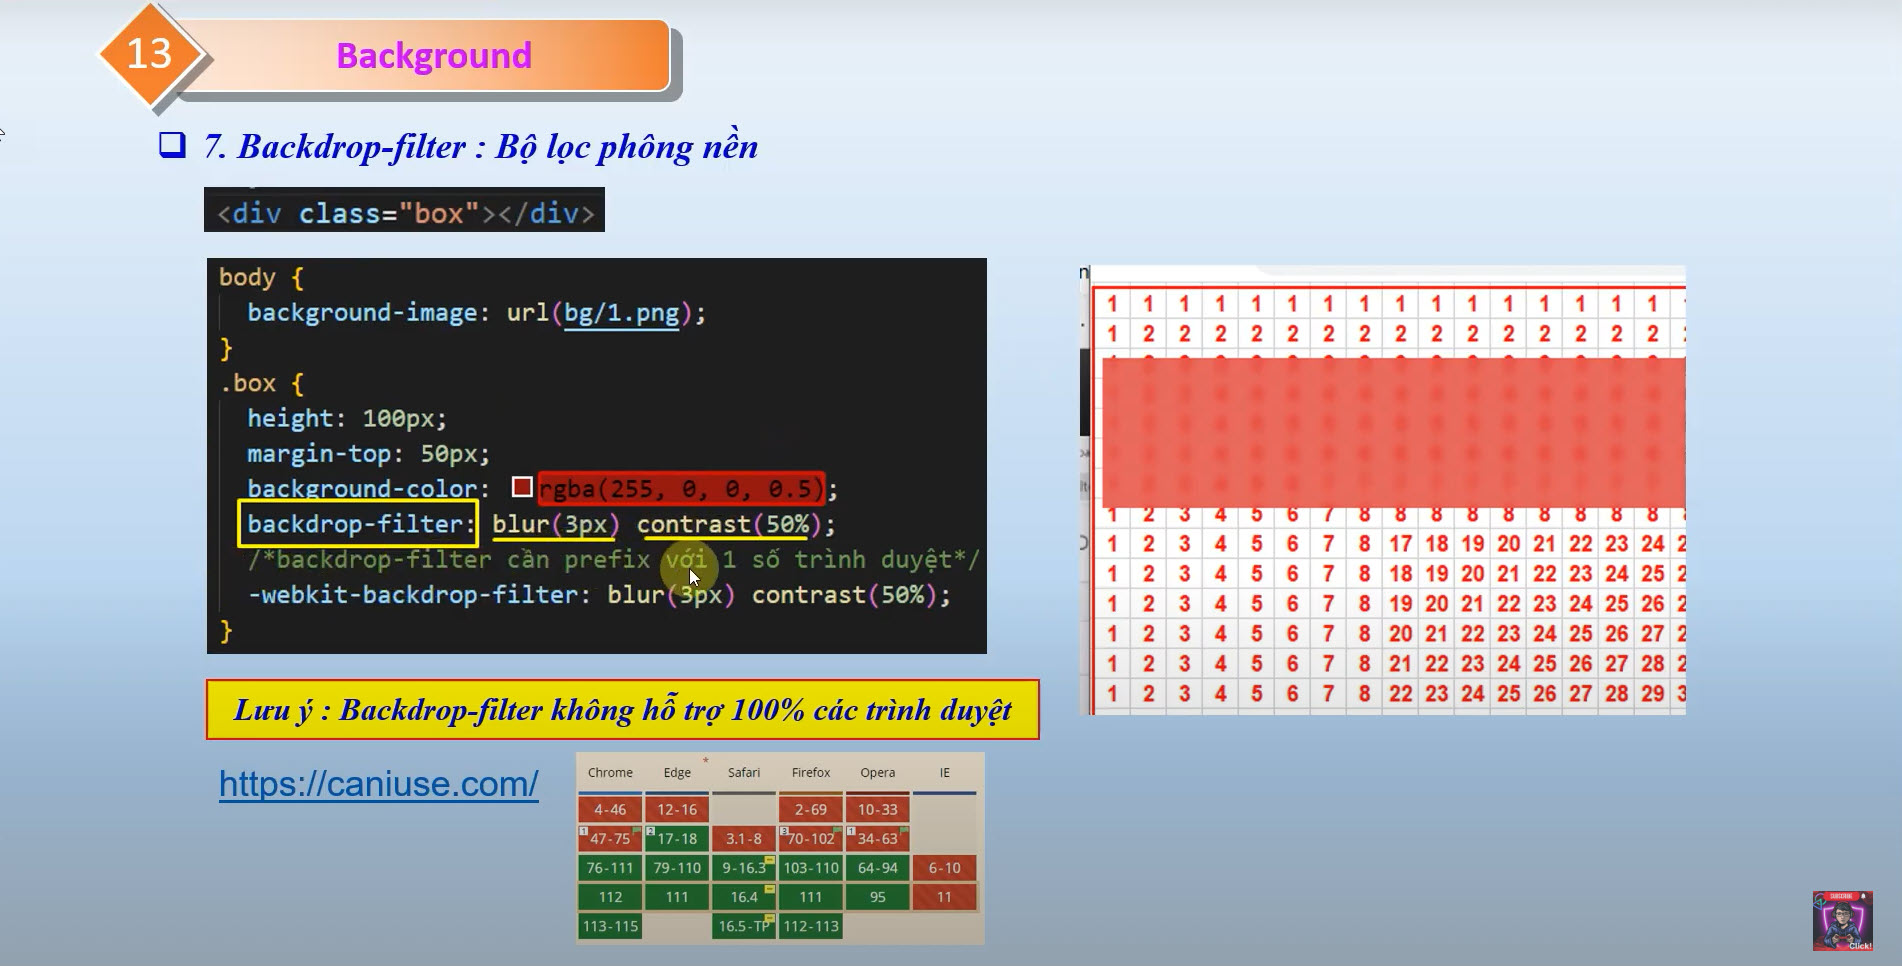 13
Background
7. Backdrop-filter : Bộ lọc phông nền
<div class="box"></div>
body {
background-image: url(bg/1.png);
}
.box {
height: 100px;
margin-top: 50px;
background-color: rgba(255, 0, 0, 0.5);
backdrop-filter: blur(3px) contrast(50%);
/*backdrop-filter cần prefix với 1 số trình duyệt*/
-webkit-backdrop-filter: blur(3px) contrast(50%);
}
1 1 1 1 1 1 1 1 1 1 1 1 1 1 1 1
1 2 2 2 2 2 2 2 2 2 2 2 2 2 2 2
1 2 3 4 5 6 7 8 8 8 8 8 8 8 8 8
1 2 3 4 5 6 7 8 17 18 19 20 21 22 23 24 2
1 2 3 4 5 6 7 8 18 19 20 21 22 23 24 25 2
1 2 3 4 5 6 7 8 19 20 21 22 23 24 25 26 2
1 2 3 4 5 6 7 8 20 21 22 23 24 25 26 27 2
1 2 3 4 5 6 7 8 21 22 23 24 25 26 27 28 2
1 2 3 4 5 6 7 8 22 23 24 25 26 27 28 29 3
Lưu ý : Backdrop-filter không hỗ trợ 100% các trình duyệt
https://caniuse.com/
Chrome Edge * Safari Firefox Opera IE
4-46 12-16 2-69 10-33
1 47-75 2 17-18 3.1-8 3 70-102 1 34-63
76-111 79-110 9-16.3 103-110 64-94 6-10
112 111 16.4 111 95 11
113-115 16.5-TP 112-113
SUBSCRIBE
Click!